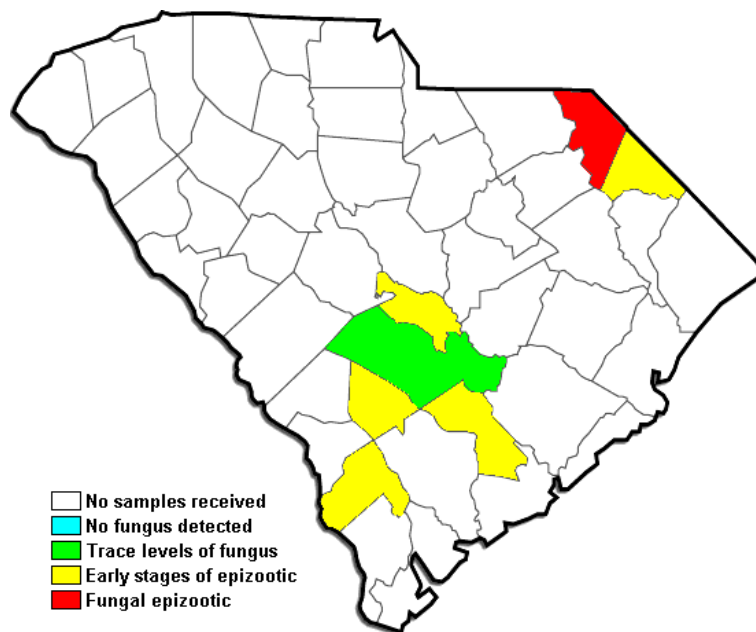 No samples received
No fungus detected
Trace levels of fungus
Early stages of epizootic
Fungal epizootic